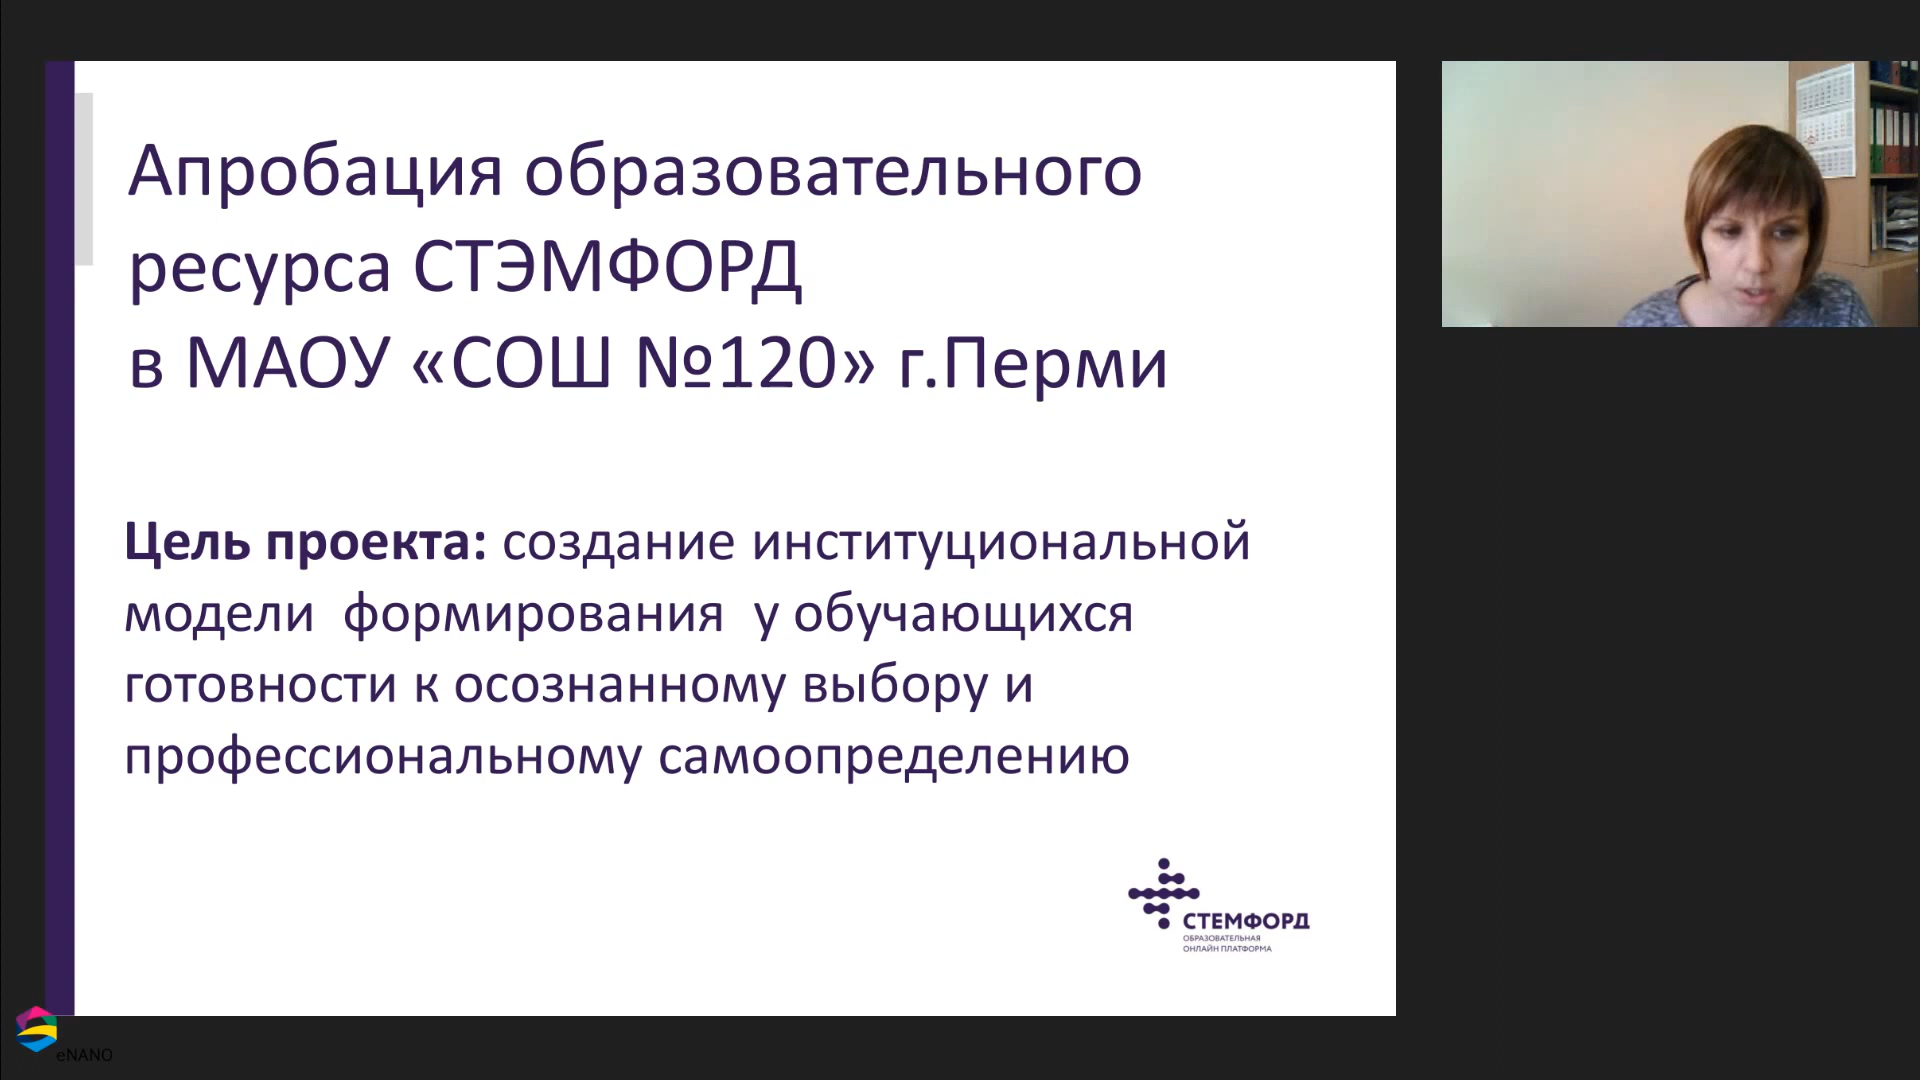 Апробация образовательного
ресурса СТЭМФОРД
в МАОУ «СОШ №120» г.Перми
Цель проекта: создание институциональной
модели формирования у обучающихся
готовности к осознанному выбору и
профессиональному самоопределению
СТЕМФОРД
ОБРАЗОВАТЕЛЬНАЯ
ОНЛАЙН ПЛАТФОРМА
eNANO